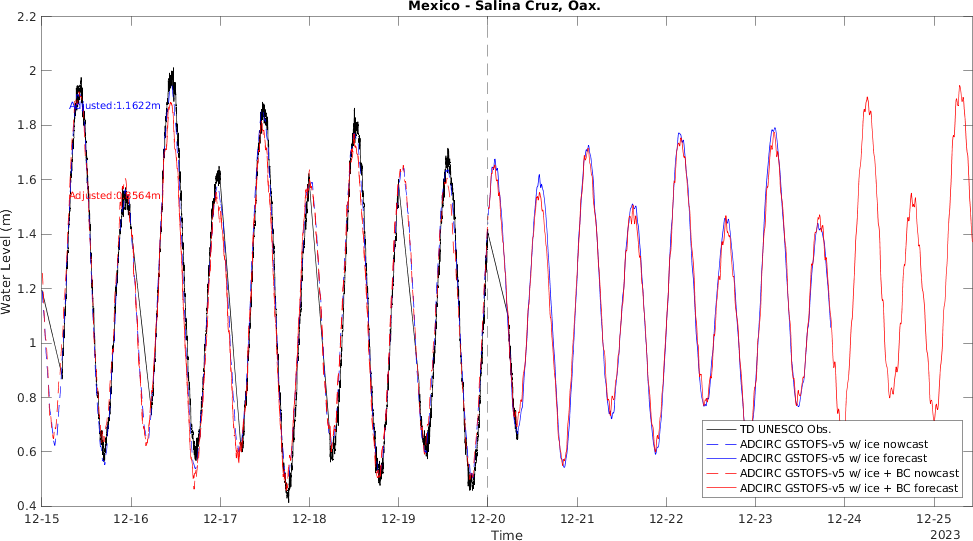 Mexico - Salina Cruz, Oax.
2.2
2
1.8
1.6
1.4
1.2
1
0.8
0.6
0.4
Water Level (m)
Adjusted:1.1622m
TD UNESCO Obs.
ADCIRC GSTOFS-v5 w/ ice nowcast
ADCIRC GSTOFS-v5 w/ ice forecast
ADCIRC GSTOFS-v5 w/ ice + BC nowcast
ADCIRC GSTOFS-v5 w/ ice + BC forecast
12-15
12-16
12-17
12-18
12-19
12-20
12-21
12-22
12-23
12-24
12-25
2023
Time